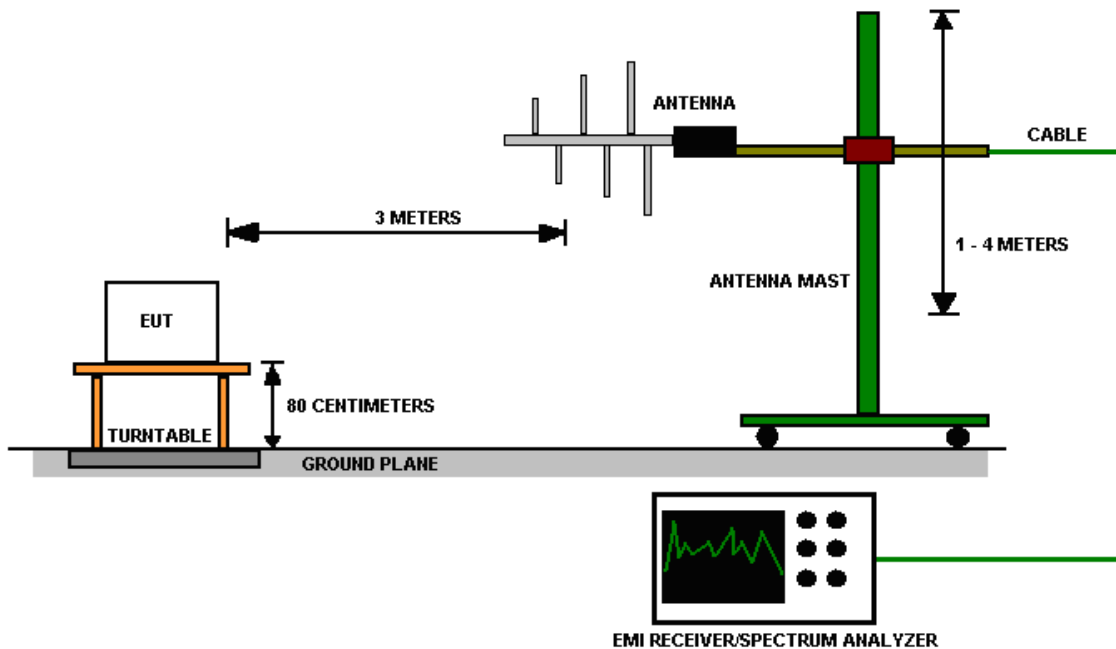 ANTENNA
CABLE
3 METERS
1 - 4 METERS
ANTENNA MAST
EUT
80 CENTIMETERS
TURNTABLE
GROUND PLANE
EMI RECEIVER/SPECTRUM ANALYZER